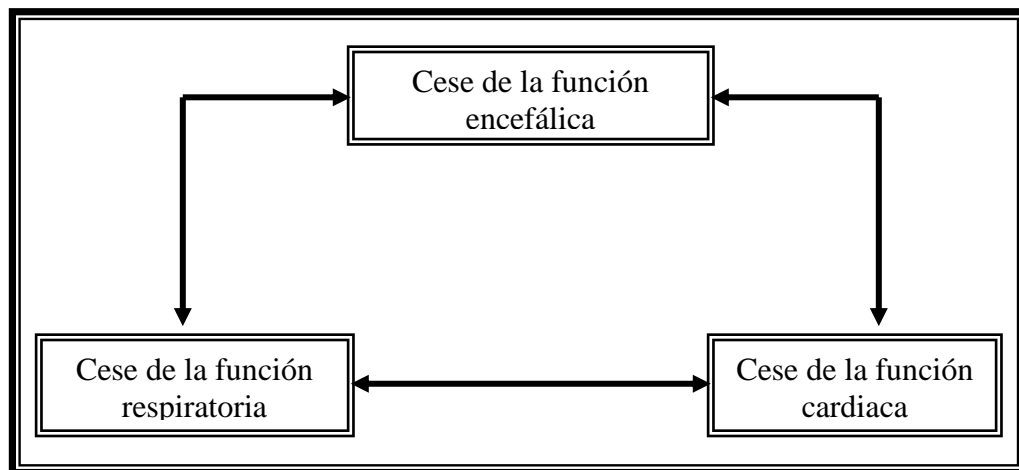 Cese de la función
encefálica
Cese de la función
respiratoria
Cese de la función
cardiaca